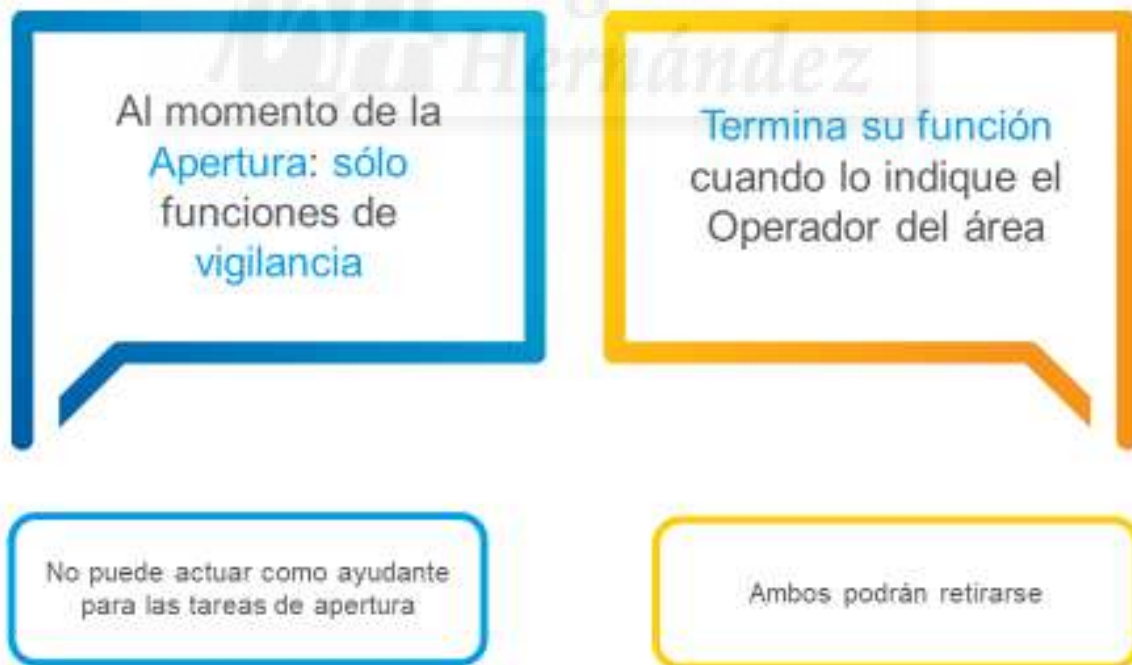 Hernández
Al momento de la
Apertura: sólo
funciones de
vigilancia
Termina su función
cuando lo indique el
Operador del área
No puede actuar como ayudante
para las tareas de apertura
Ambos podrán retirarse